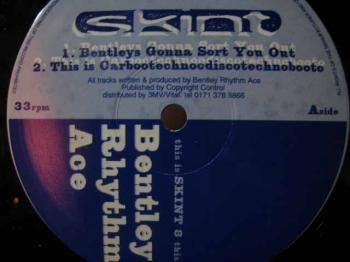 SKINT
1. Bentleys Gonna Sort You Out
2. This is Carbootechnodiscotechnobooto
All tracks written & produced by Bentley Rhythm Ace
Published by Copyright Control
distributed by 3MV/Vital. tel 0171 378 8866
33rpm
Aside
this is SKINT 8 this
Bentley
Rhythm
Ace